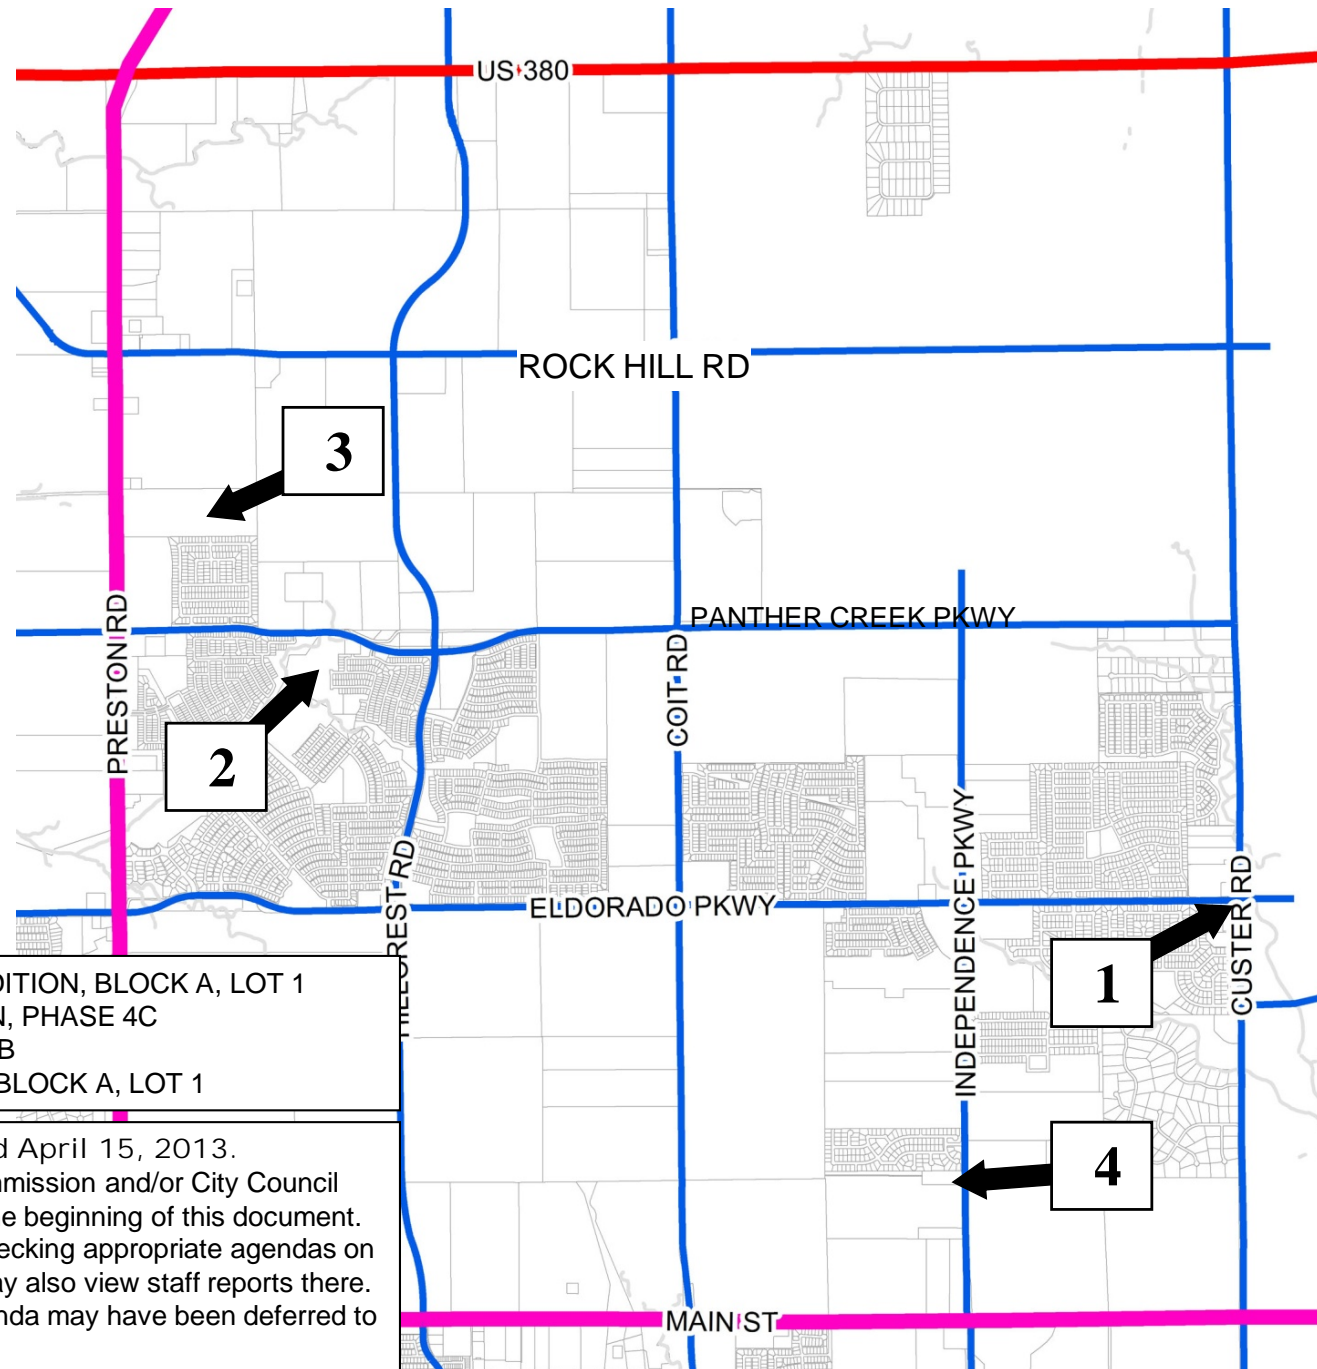 US 380
ROCK HILL RD
3
PRESTON RD
PANTHER CREEK PKWY
COIT RD
2
INDEPENDENCE PKWY
HILLCREST RD
ELDORADO PKWY
CUSTER RD
1
DITION, BLOCK A, LOT 1
N, PHASE 4C
B
BLOCK A, LOT 1
4
d April 15, 2013.
mmission and/or City Council
e beginning of this document.
ecking appropriate agendas on
ay also view staff reports there.
nda may have been deferred to
MAIN ST